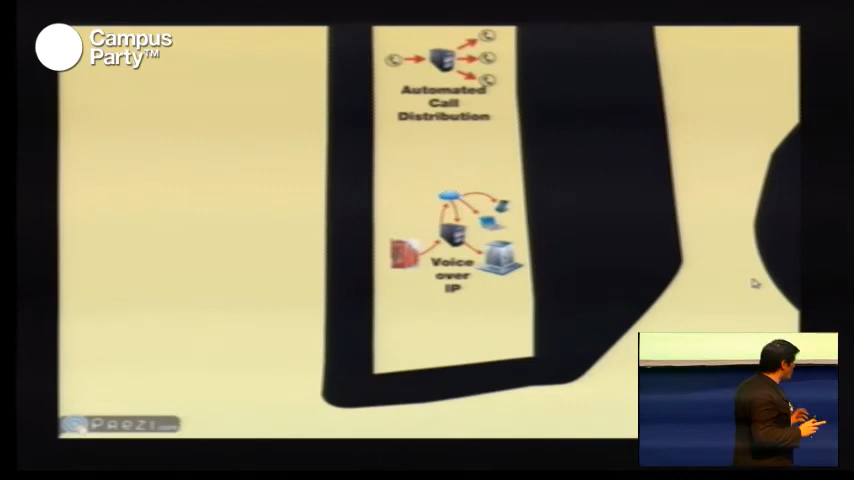 Campus
Party™
Automated
Call
Distribution
Voice
over
IP
PREZI.com